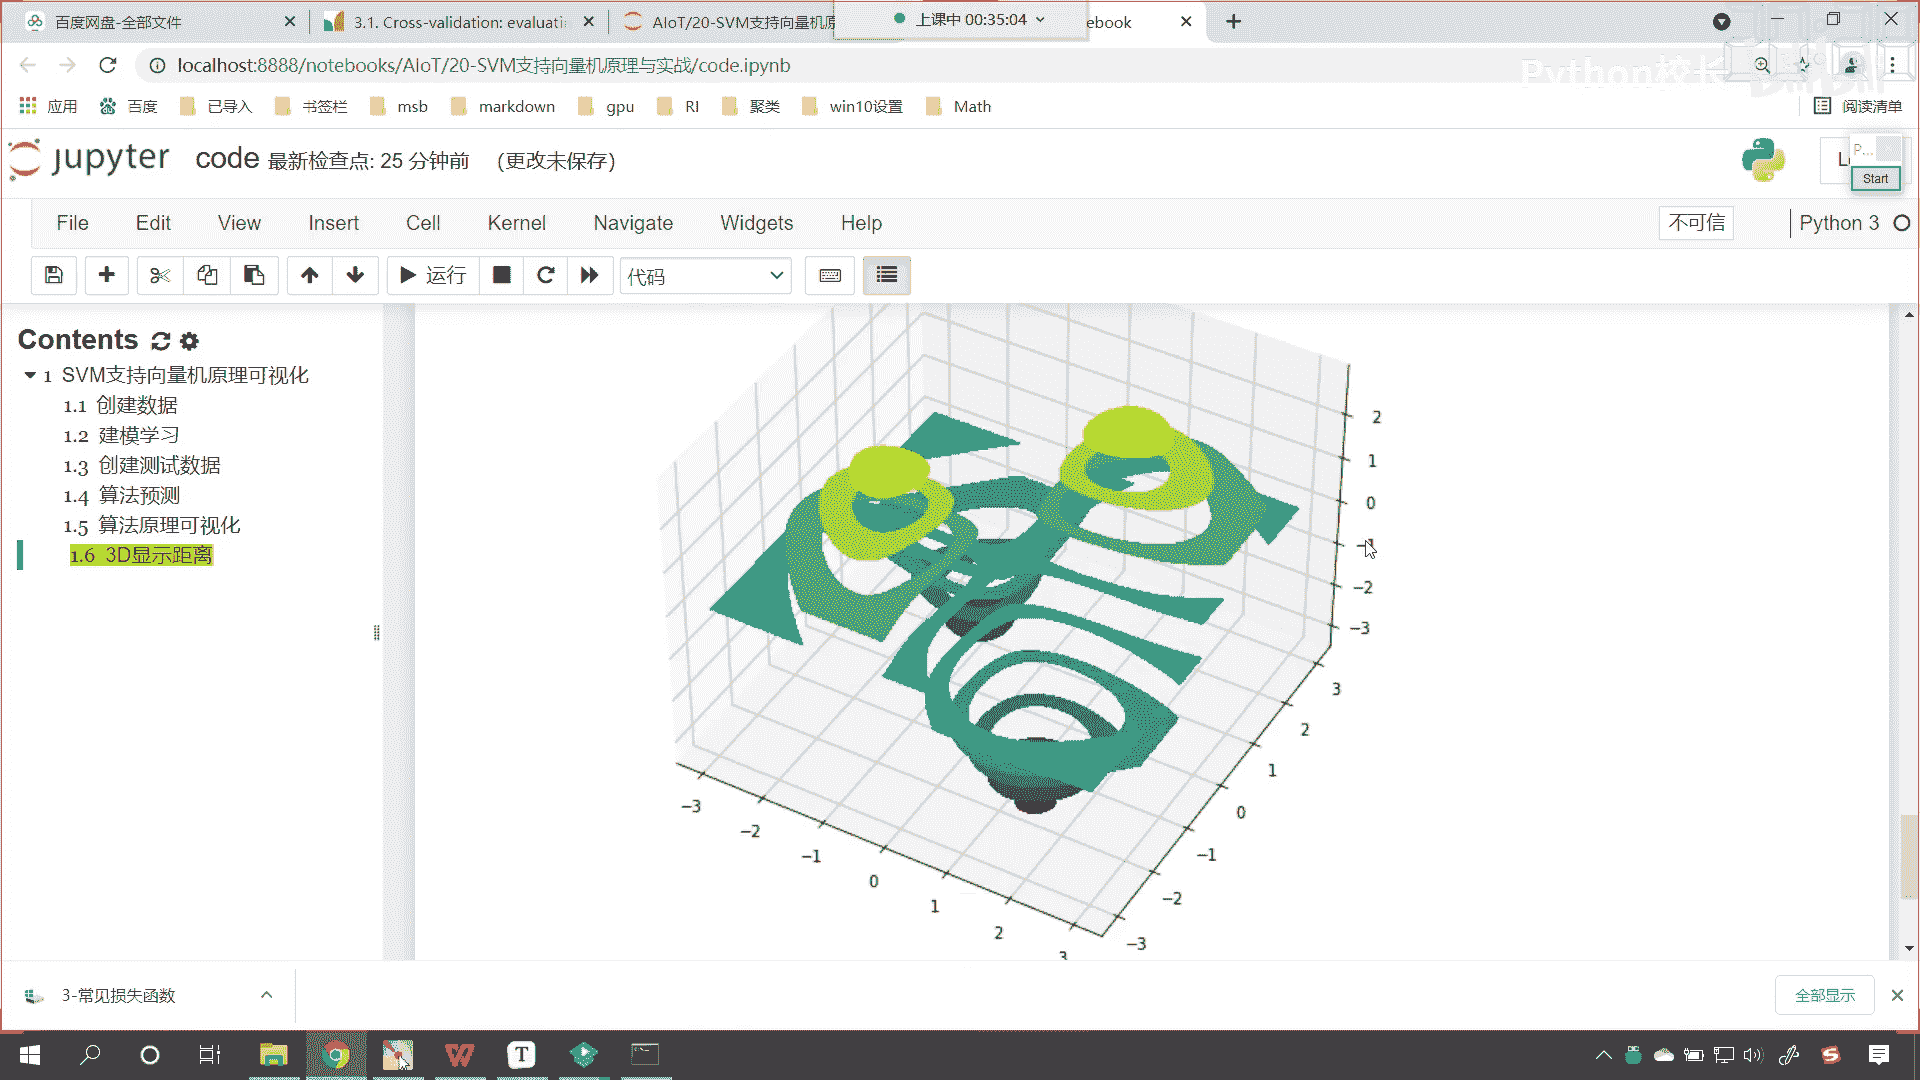 百度网盘-全部文件
3.1. Cross-validation: evaluati
AIoT/20-SVM支持向量机原
上课中 00:35:04
ebook
localhost:8888/notebooks/AIoT/20-SVM支持向量机原理与实战/code.ipynb
Python校长
bilibili
应用
百度
已导入
书签栏
msb
markdown
gpu
RI
聚类
win10设置
Math
阅读清单
jupyter
code 最新检查点: 25 分钟前 (更改未保存)
P...
Start
File
Edit
View
Insert
Cell
Kernel
Navigate
Widgets
Help
不可信
Python 3
运行
代码
Contents
1 SVM支持向量机原理可视化
1.1 创建数据
1.2 建模学习
1.3 创建测试数据
1.4 算法预测
1.5 算法原理可视化
1.6 3D显示距离
2
1
0
-1
−2
−3
3
2
1
0
−1
−2
−3
−3
−2
−1
0
1
2
3
3-常见损失函数
全部显示